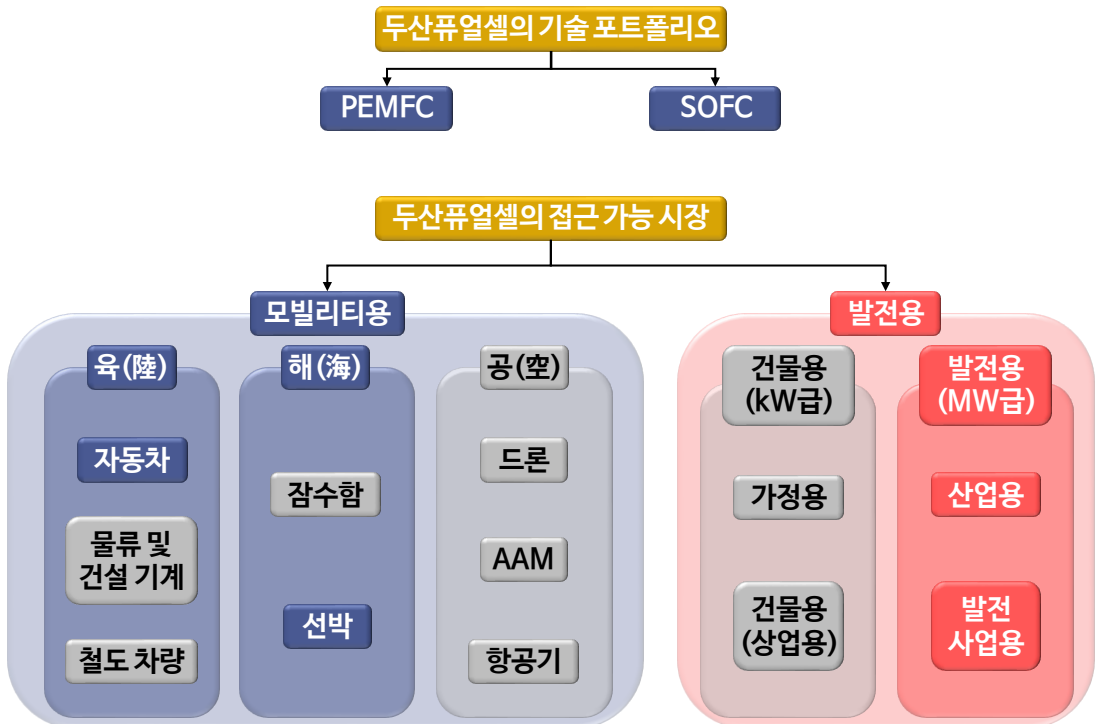 두산퓨얼셀의 기술 포트폴리오
PEMFC
SOFC
두산퓨얼셀의 접근 가능 시장
모빌리티용
발전용
육(陸)
해(海)
공(空)
건물용
(kW급)
발전용
(MW급)
자동차
물류 및
건설 기계
철도 차량
잠수함
선박
드론
AAM
항공기
가정용
건물용
(상업용)
산업용
발전
사업용